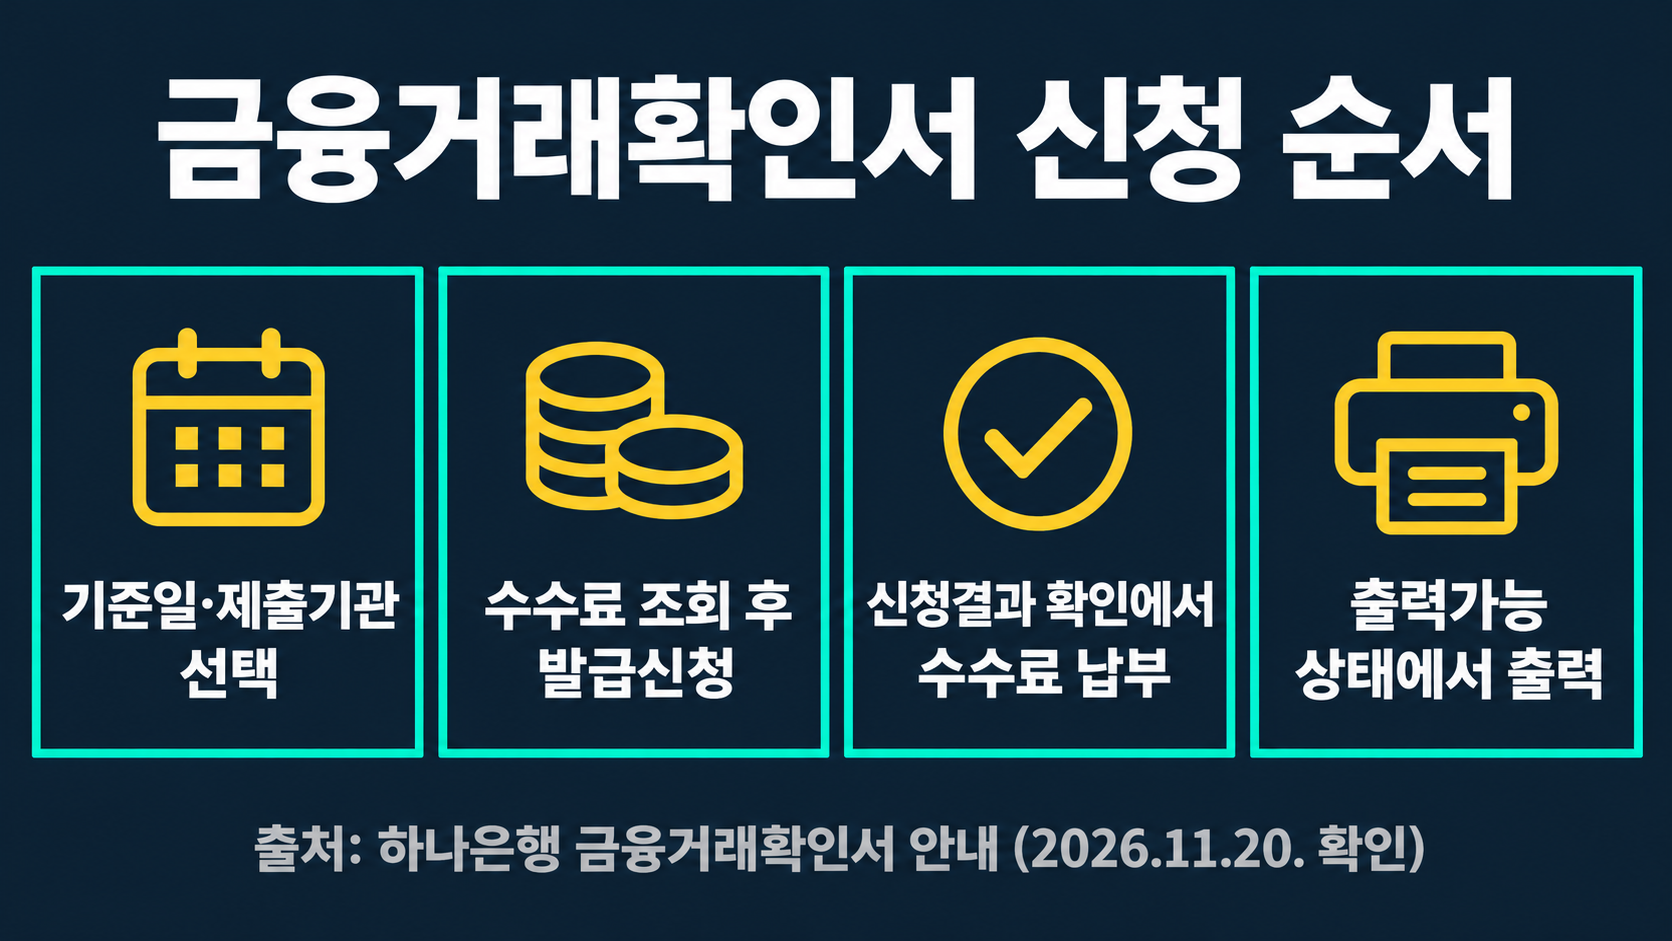 금융거래확인서 신청 순서
기준일·제출기관
선택
수수료 조회 후
발급신청
신청결과 확인에서
수수료 납부
출력가능
상태에서 출력
출처: 하나은행 금융거래확인서 안내 (2026.11.20. 확인)